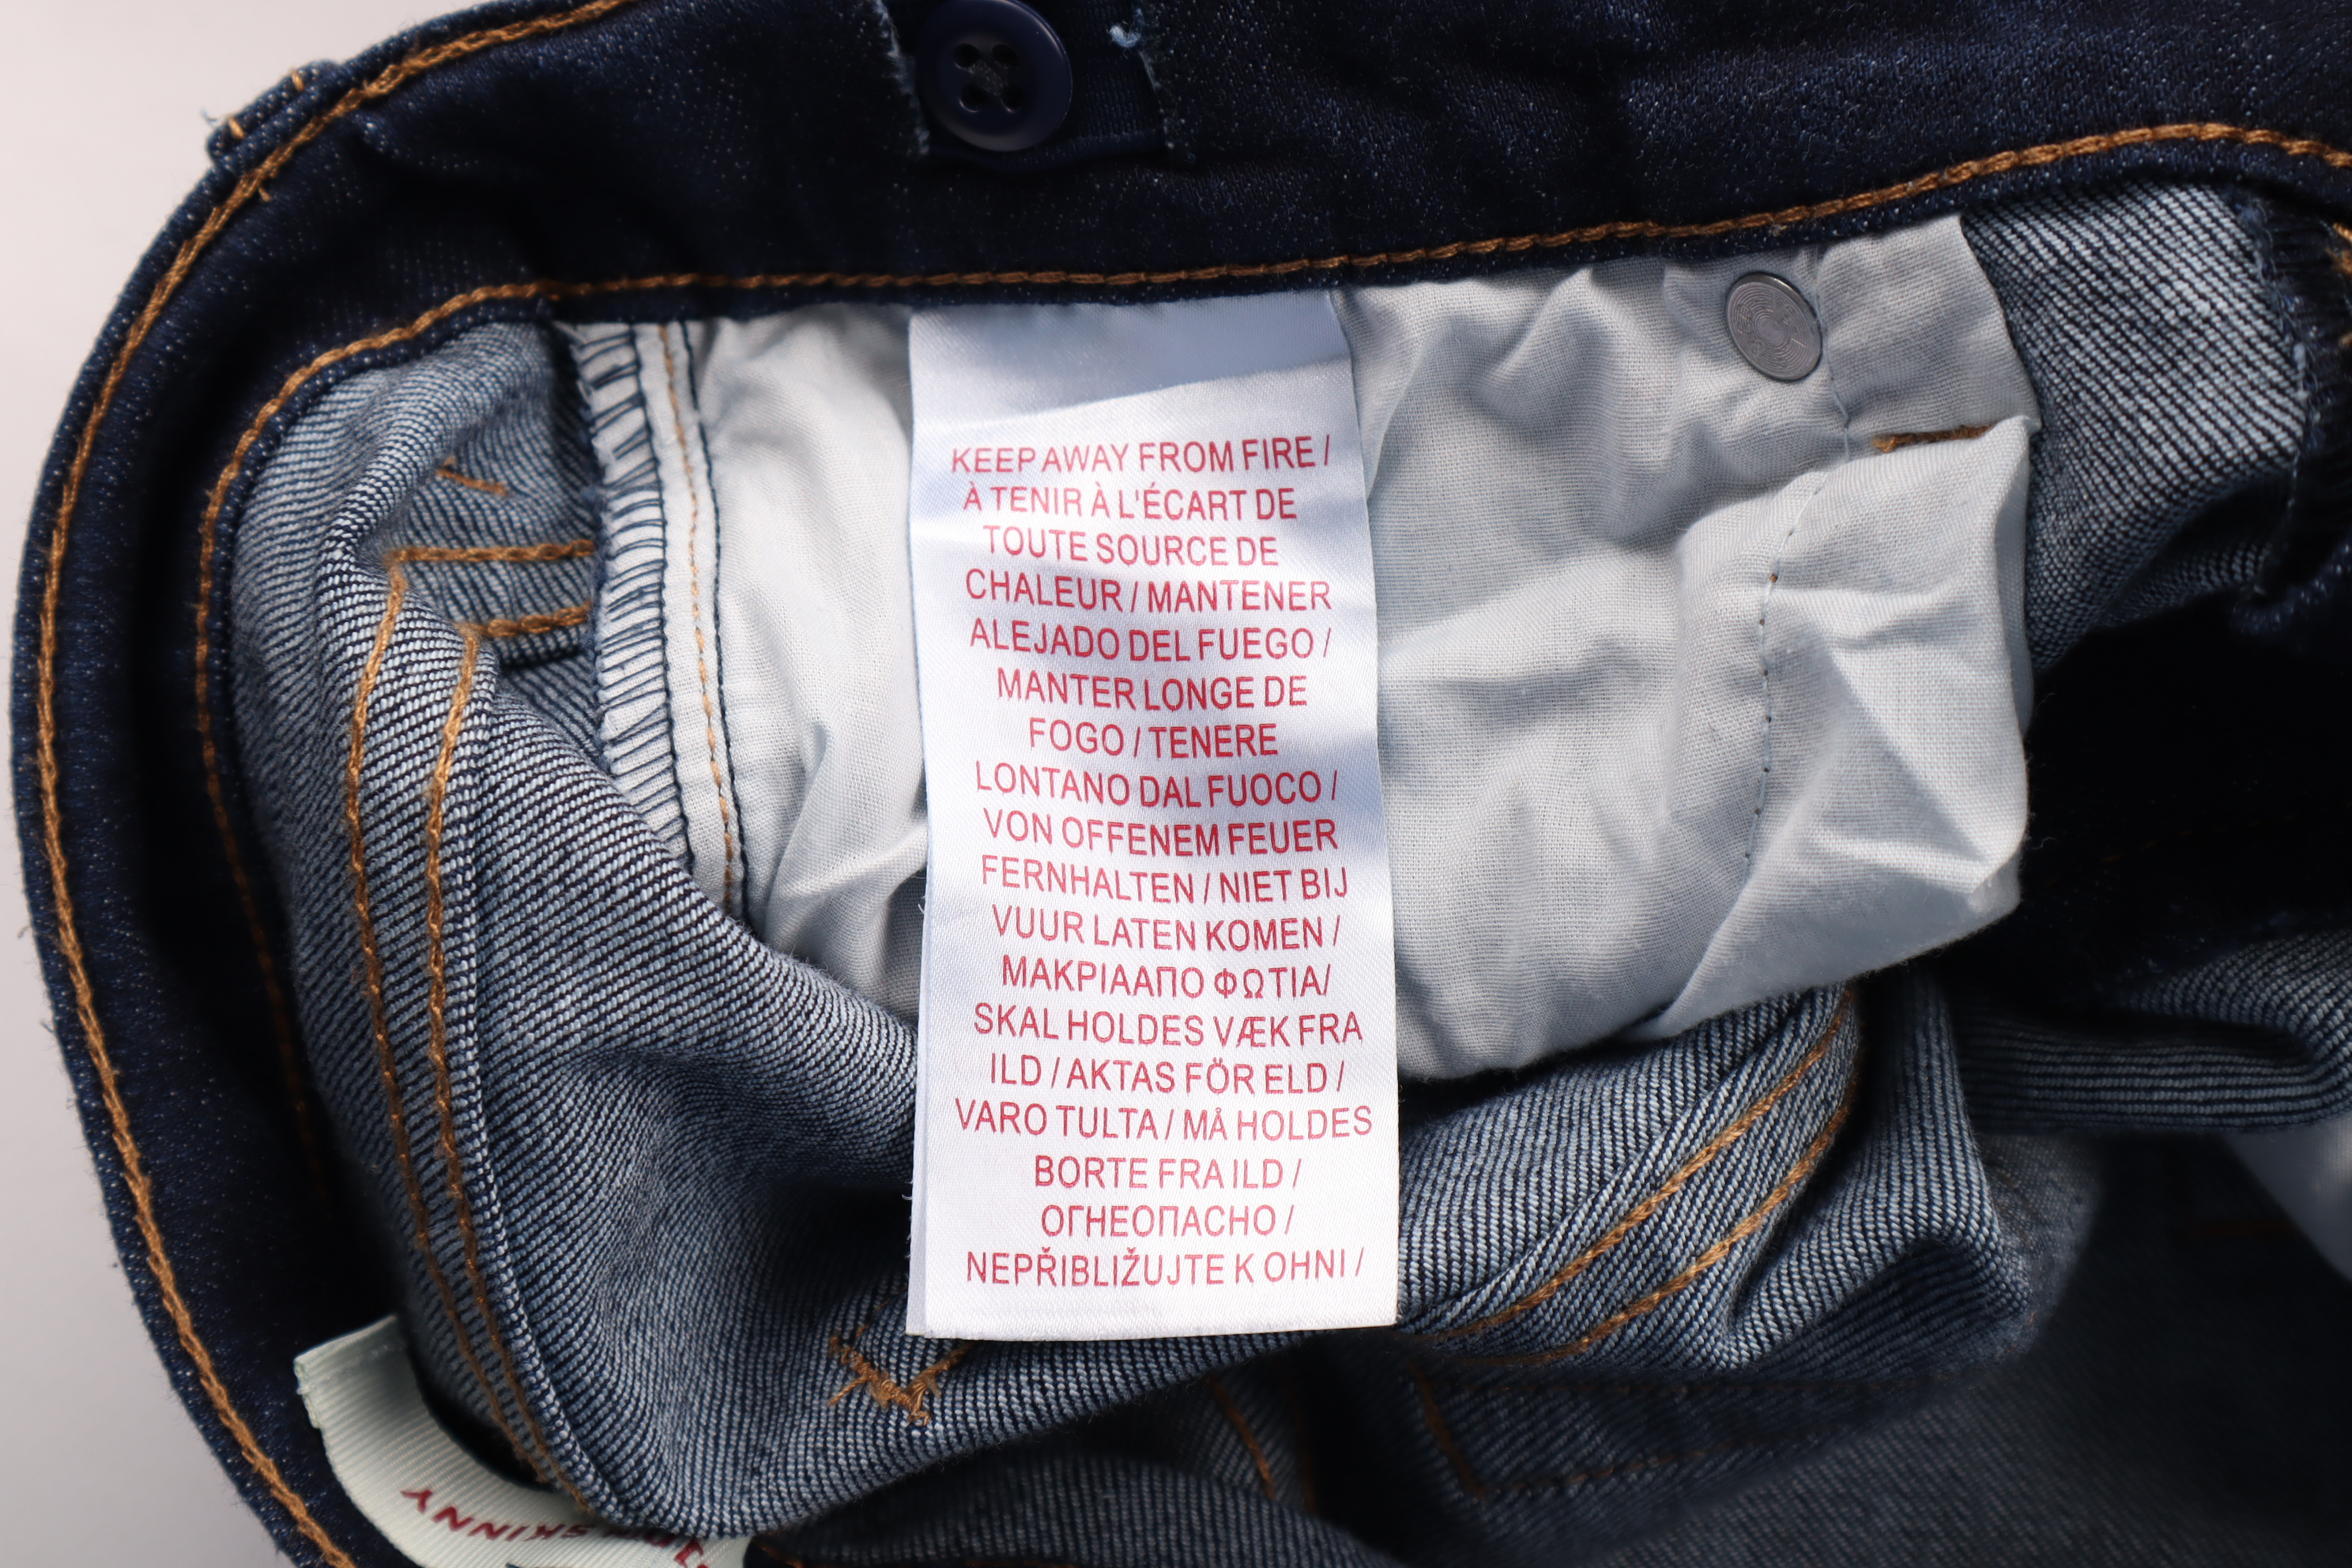 KEEP AWAY FROM FIRE /
À TENIR À L'ÉCART DE
TOUTE SOURCE DE
CHALEUR / MANTENER
ALEJADO DEL FUEGO /
MANTER LONGE DE
FOGO / TENERE
LONTANO DAL FUOCO /
VON OFFENEM FEUER
FERNHALTEN / NIET BIJ
VUUR LATEN KOMEN /
ΜΑΚΡΙΑΑΠΟ ΦΩΤΙΑ/
SKAL HOLDES VÆK FRA
ILD / AKTAS FÖR ELD /
VARO TULTA / MÅ HOLDES
BORTE FRA ILD /
ОГНЕОПАСНО /
NEPŘIBLIŽUJTE K OHNI /
SKINNY